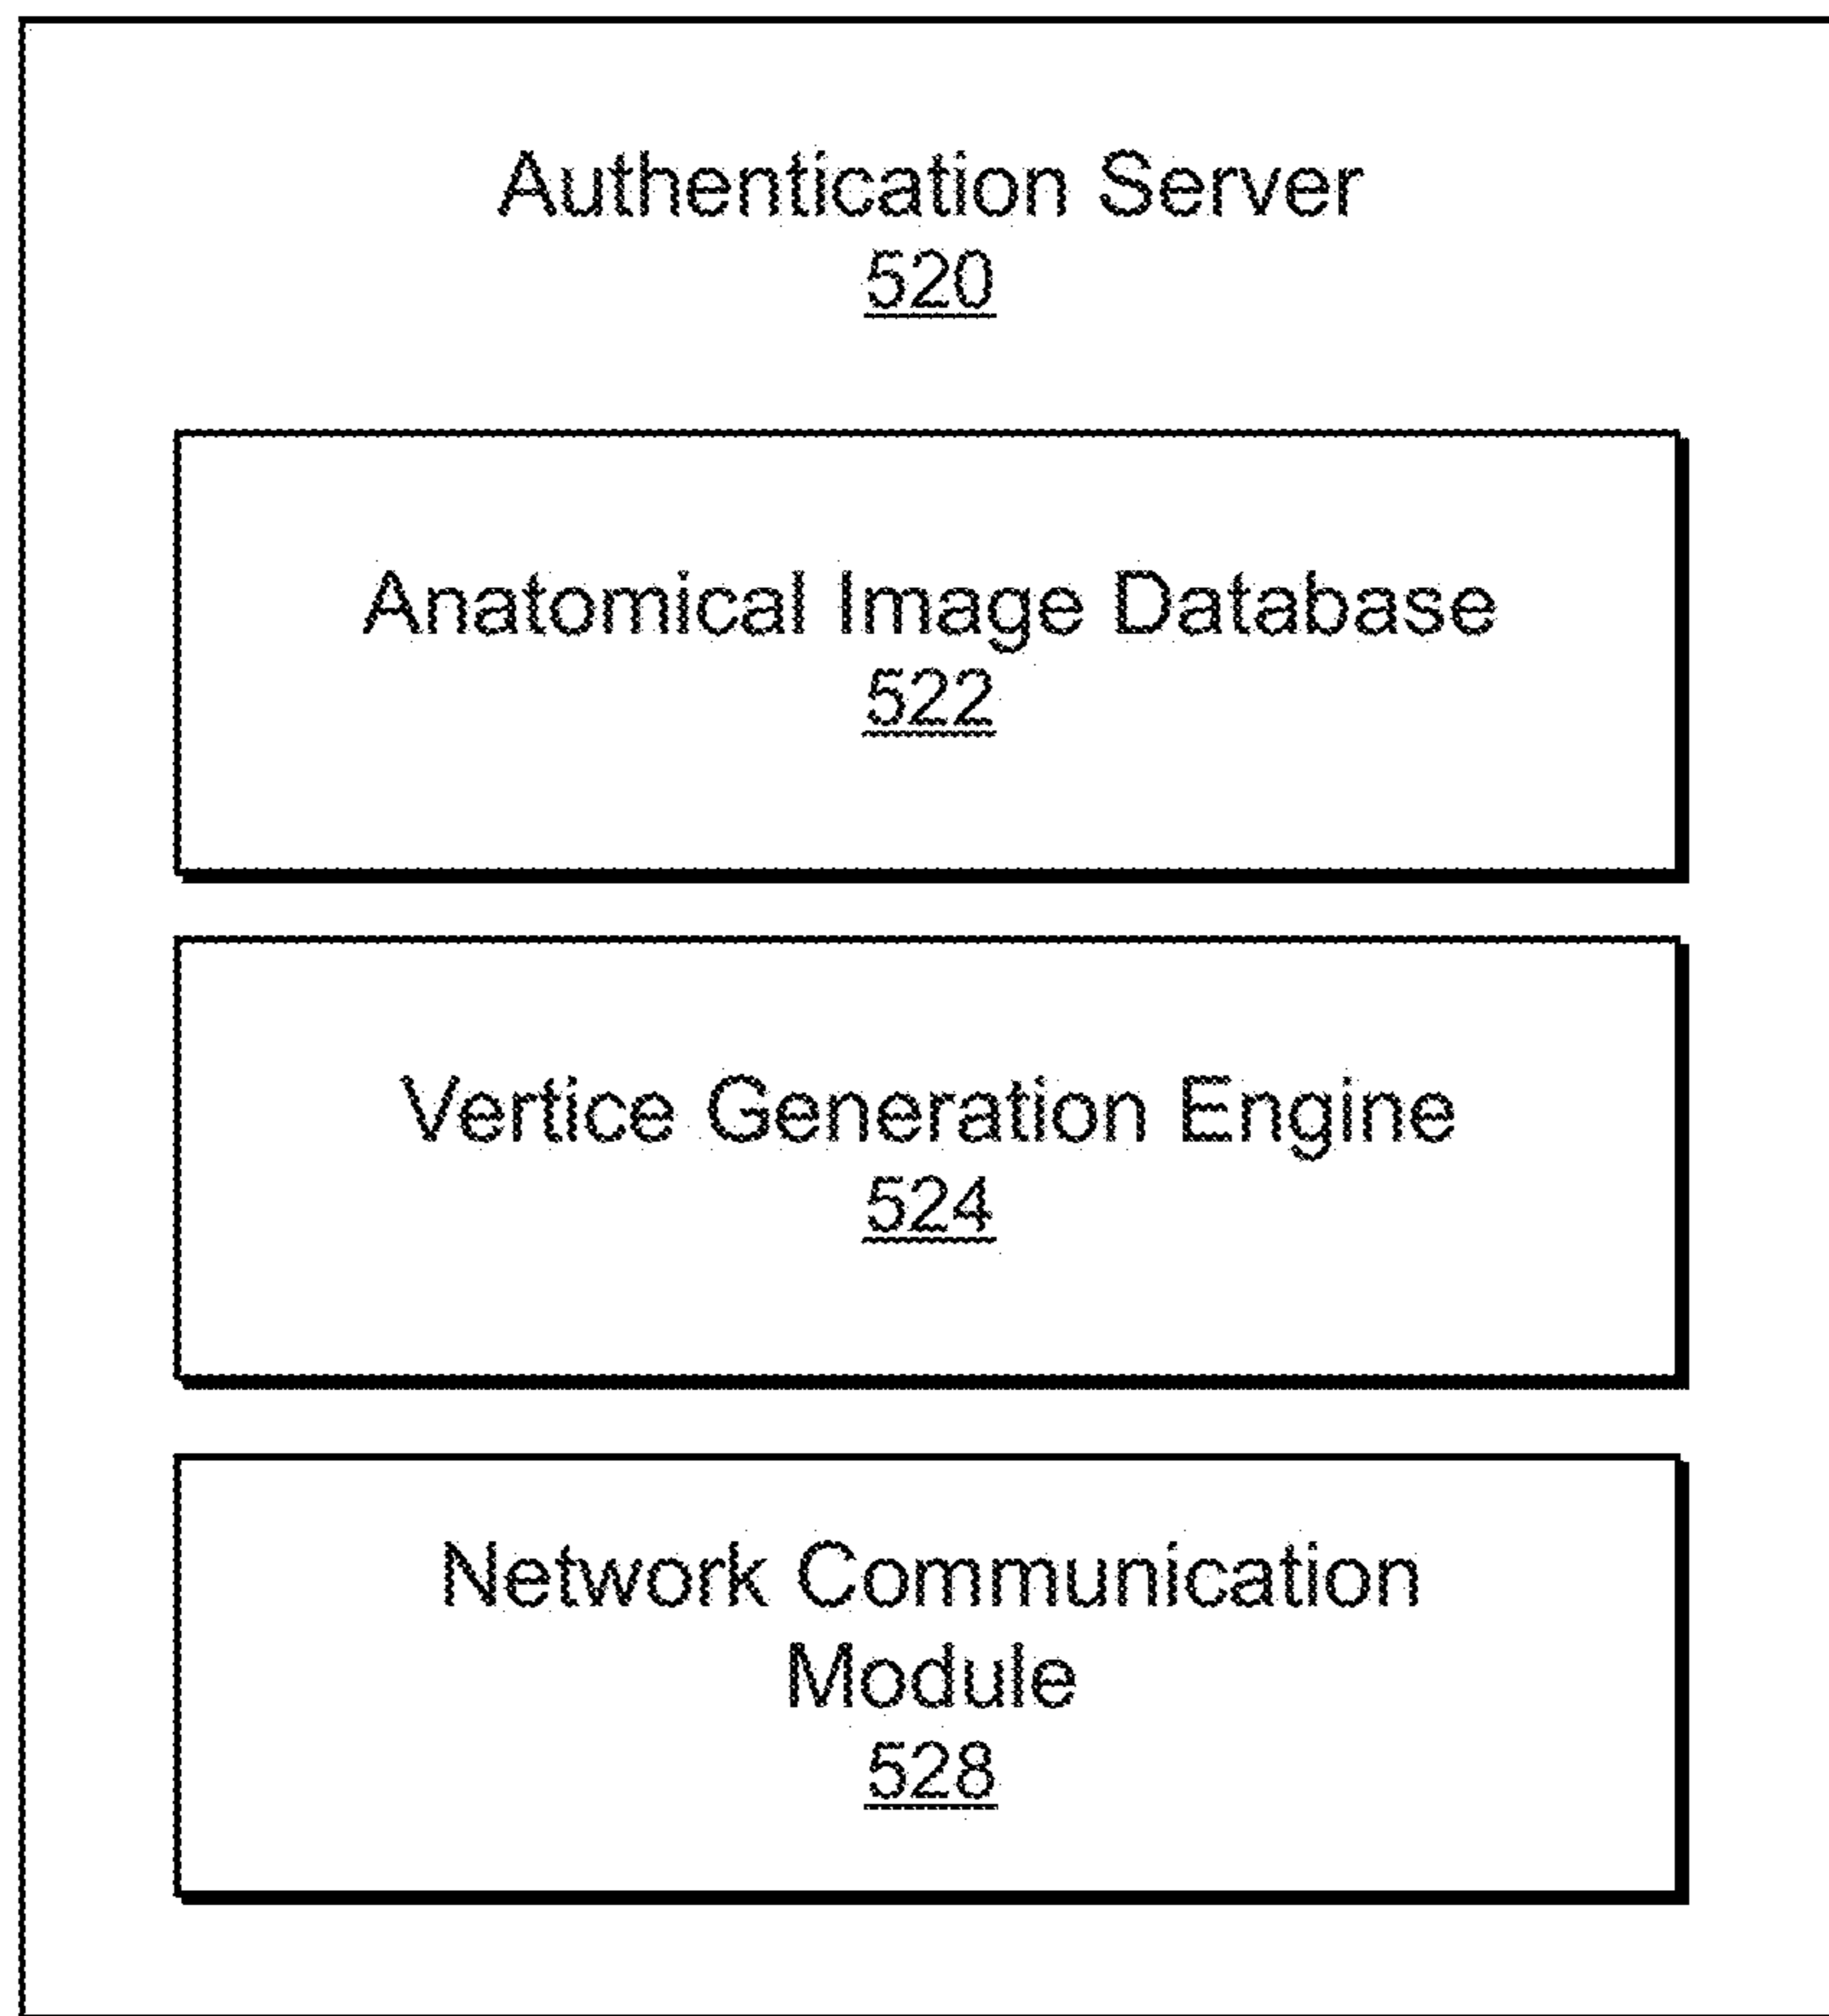 Authentication Server
520
Anatomical Image Database
522
Vertice Generation Engine
524
Network Communication
Module
528